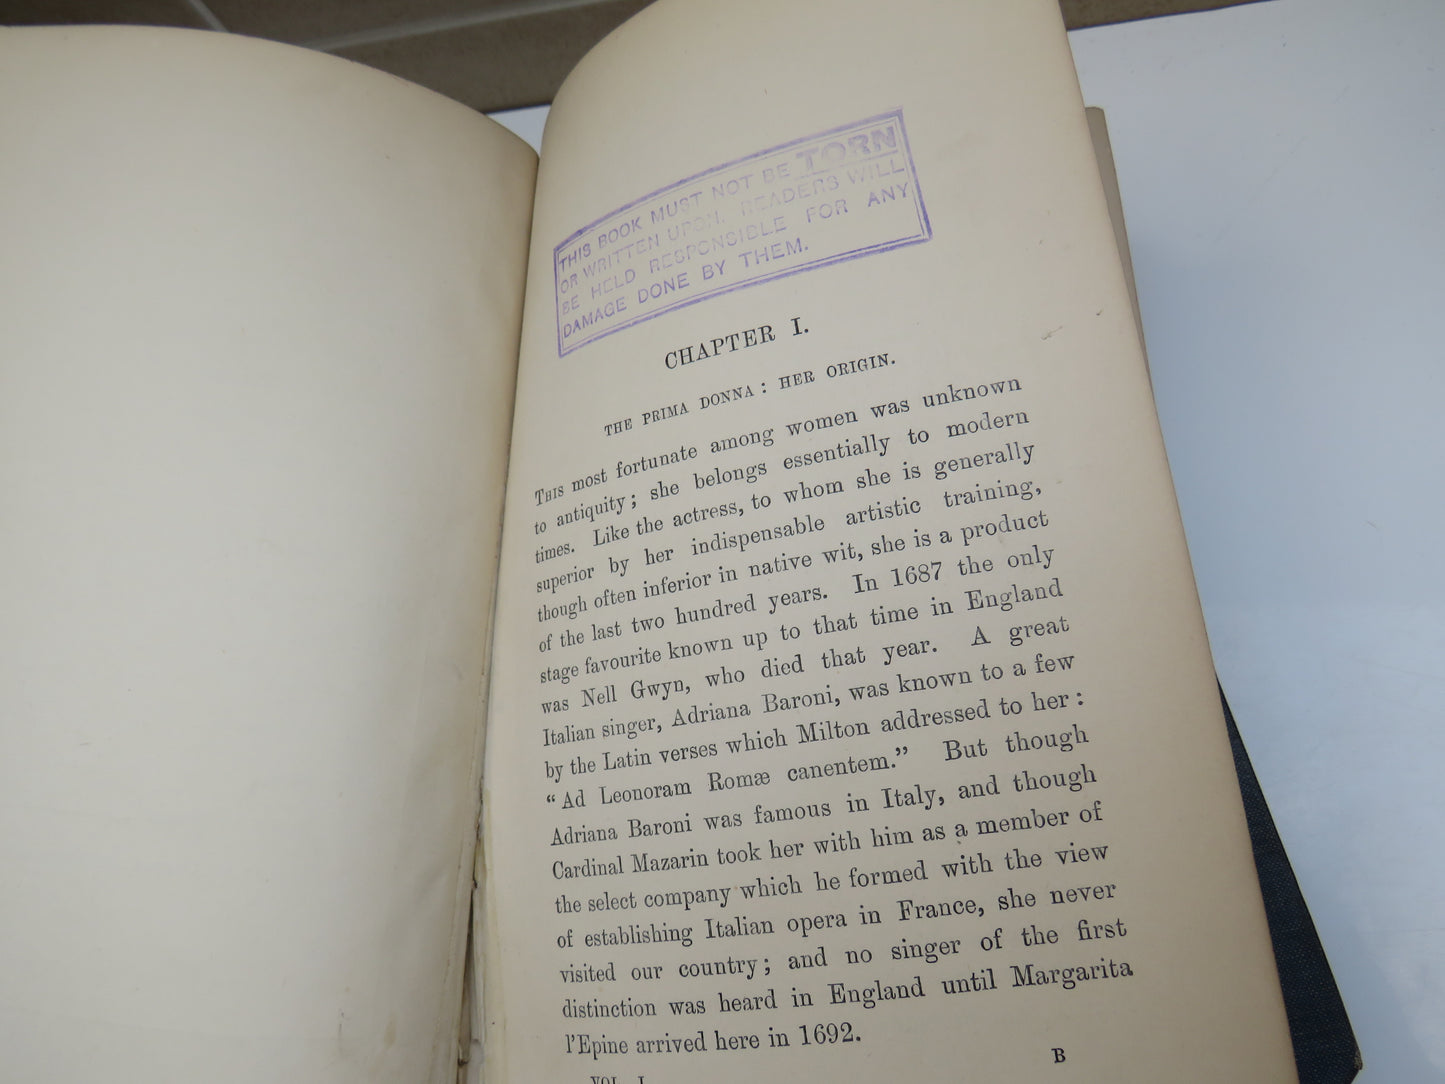 THIS BOOK MUST NOT BE TORN
OR WRITTEN UPON. READERS WILL
BE HELD RESPONSIBLE FOR ANY
DAMAGE DONE BY THEM.
CHAPTER I.
THE PRIMA DONNA: HER ORIGIN.
THIS most fortunate among women was unknown
to antiquity; she belongs essentially to modern
times. Like the actress, to whom she is generally
superior by her indispensable artistic training,
though often inferior in native wit, she is a product
of the last two hundred years. In 1687 the only
stage favourite known up to that time in England
was Nell Gwyn, who died that year. A great
Italian singer, Adriana Baroni, was known to a few
by the Latin verses which Milton addressed to her:
“Ad Leonoram Romæ canentem.” But though
Adriana Baroni was famous in Italy, and though
Cardinal Mazarin took her with him as a member of
the select company which he formed with the view
of establishing Italian opera in France, she never
visited our country; and no singer of the first
distinction was heard in England until Margarita
l'Epine arrived here in 1692.
VOL. I.
B